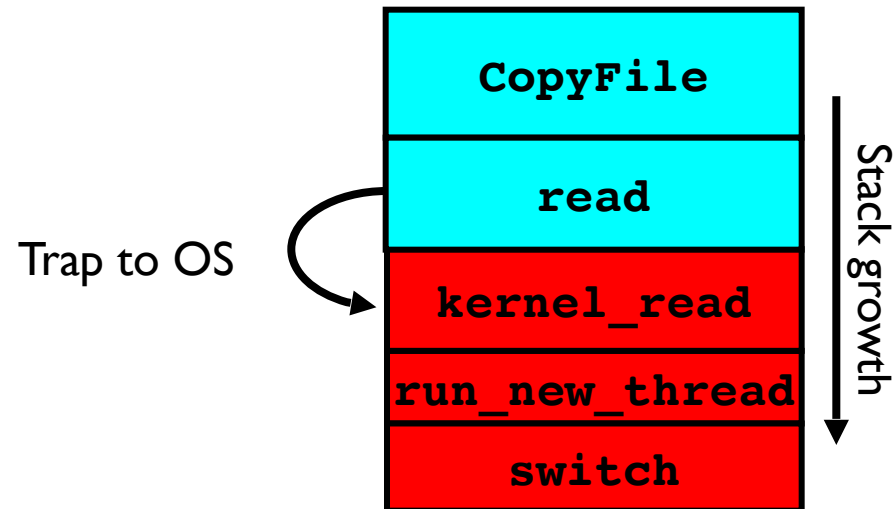 CopyFile
read
Trap to OS
kernel_read
run_new_thread
switch
Stack growth